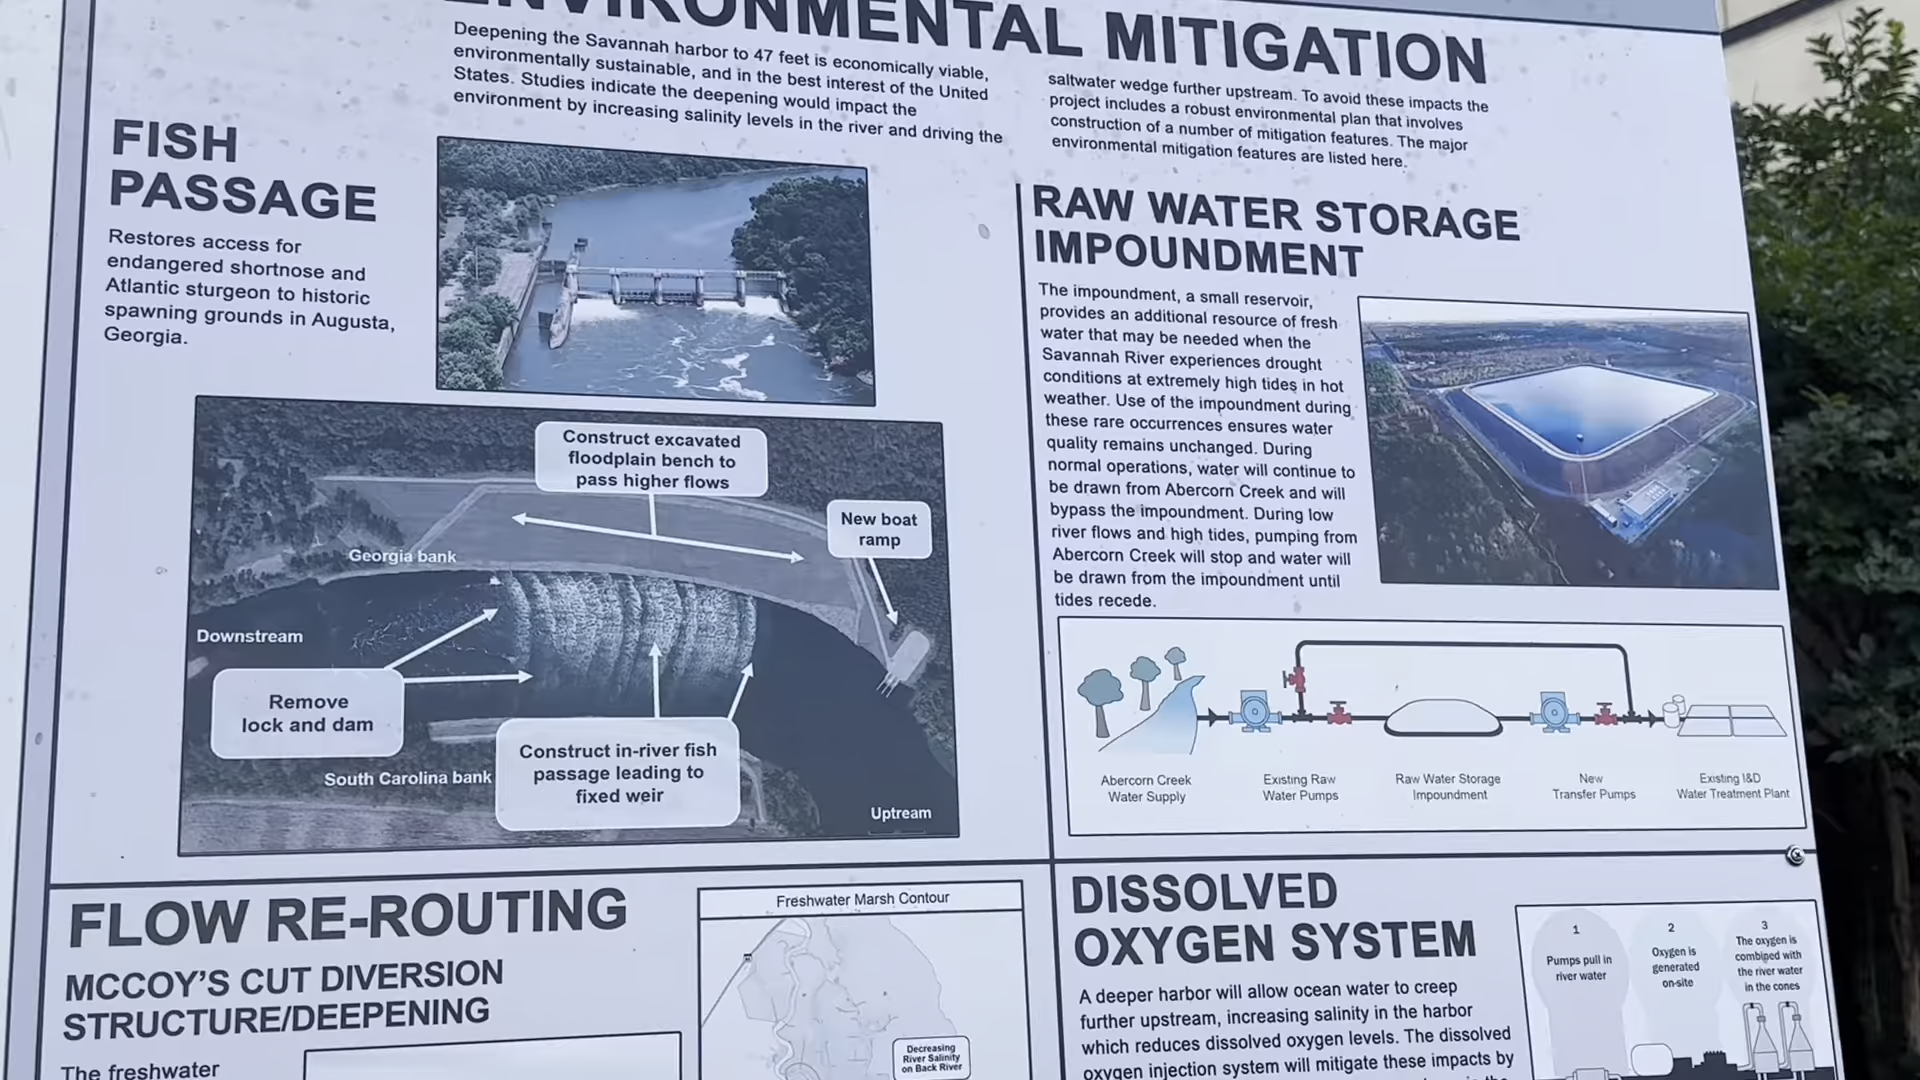 ENVIRONMENTAL MITIGATION
Deepening the Savannah harbor to 47 feet is economically viable,
environmentally sustainable, and in the best interest of the United
States. Studies indicate the deepening would impact the
environment by increasing salinity levels in the river and driving the
saltwater wedge further upstream. To avoid these impacts the
project includes a robust environmental plan that involves
construction of a number of mitigation features. The major
environmental mitigation features are listed here.
FISH
PASSAGE
Restores access for
endangered shortnose and
Atlantic sturgeon to historic
spawning grounds in Augusta,
Georgia.
Construct excavated
floodplain bench to
pass higher flows
New boat
ramp
Georgia bank
Downstream
Remove
lock and dam
South Carolina bank
Construct in-river fish
passage leading to
fixed weir
Uptream
RAW WATER STORAGE
IMPOUNDMENT
The impoundment, a small reservoir,
provides an additional resource of fresh
water that may be needed when the
Savannah River experiences drought
conditions at extremely high tides in hot
weather. Use of the impoundment during
these rare occurrences ensures water
quality remains unchanged. During
normal operations, water will continue to
be drawn from Abercorn Creek and will
bypass the impoundment. During low
river flows and high tides, pumping from
Abercorn Creek will stop and water will
be drawn from the impoundment until
tides recede.
Abercorn Creek
Water Supply
Existing Raw
Water Pumps
Raw Water Storage
Impoundment
New
Transfer Pumps
Existing I&D
Water Treatment Plant
FLOW RE-ROUTING
MCCOY'S CUT DIVERSION
STRUCTURE/DEEPENING
The freshwater
Freshwater Marsh Contour
Decreasing
River Salinity
on Back River
DISSOLVED
OXYGEN SYSTEM
A deeper harbor will allow ocean water to creep
further upstream, increasing salinity in the harbor
which reduces dissolved oxygen levels. The dissolved
oxygen injection system will mitigate these impacts by
1
Pumps pull in
river water
2
Oxygen is
generated
on-site
3
The oxygen is
combined with
the river water
in the cones